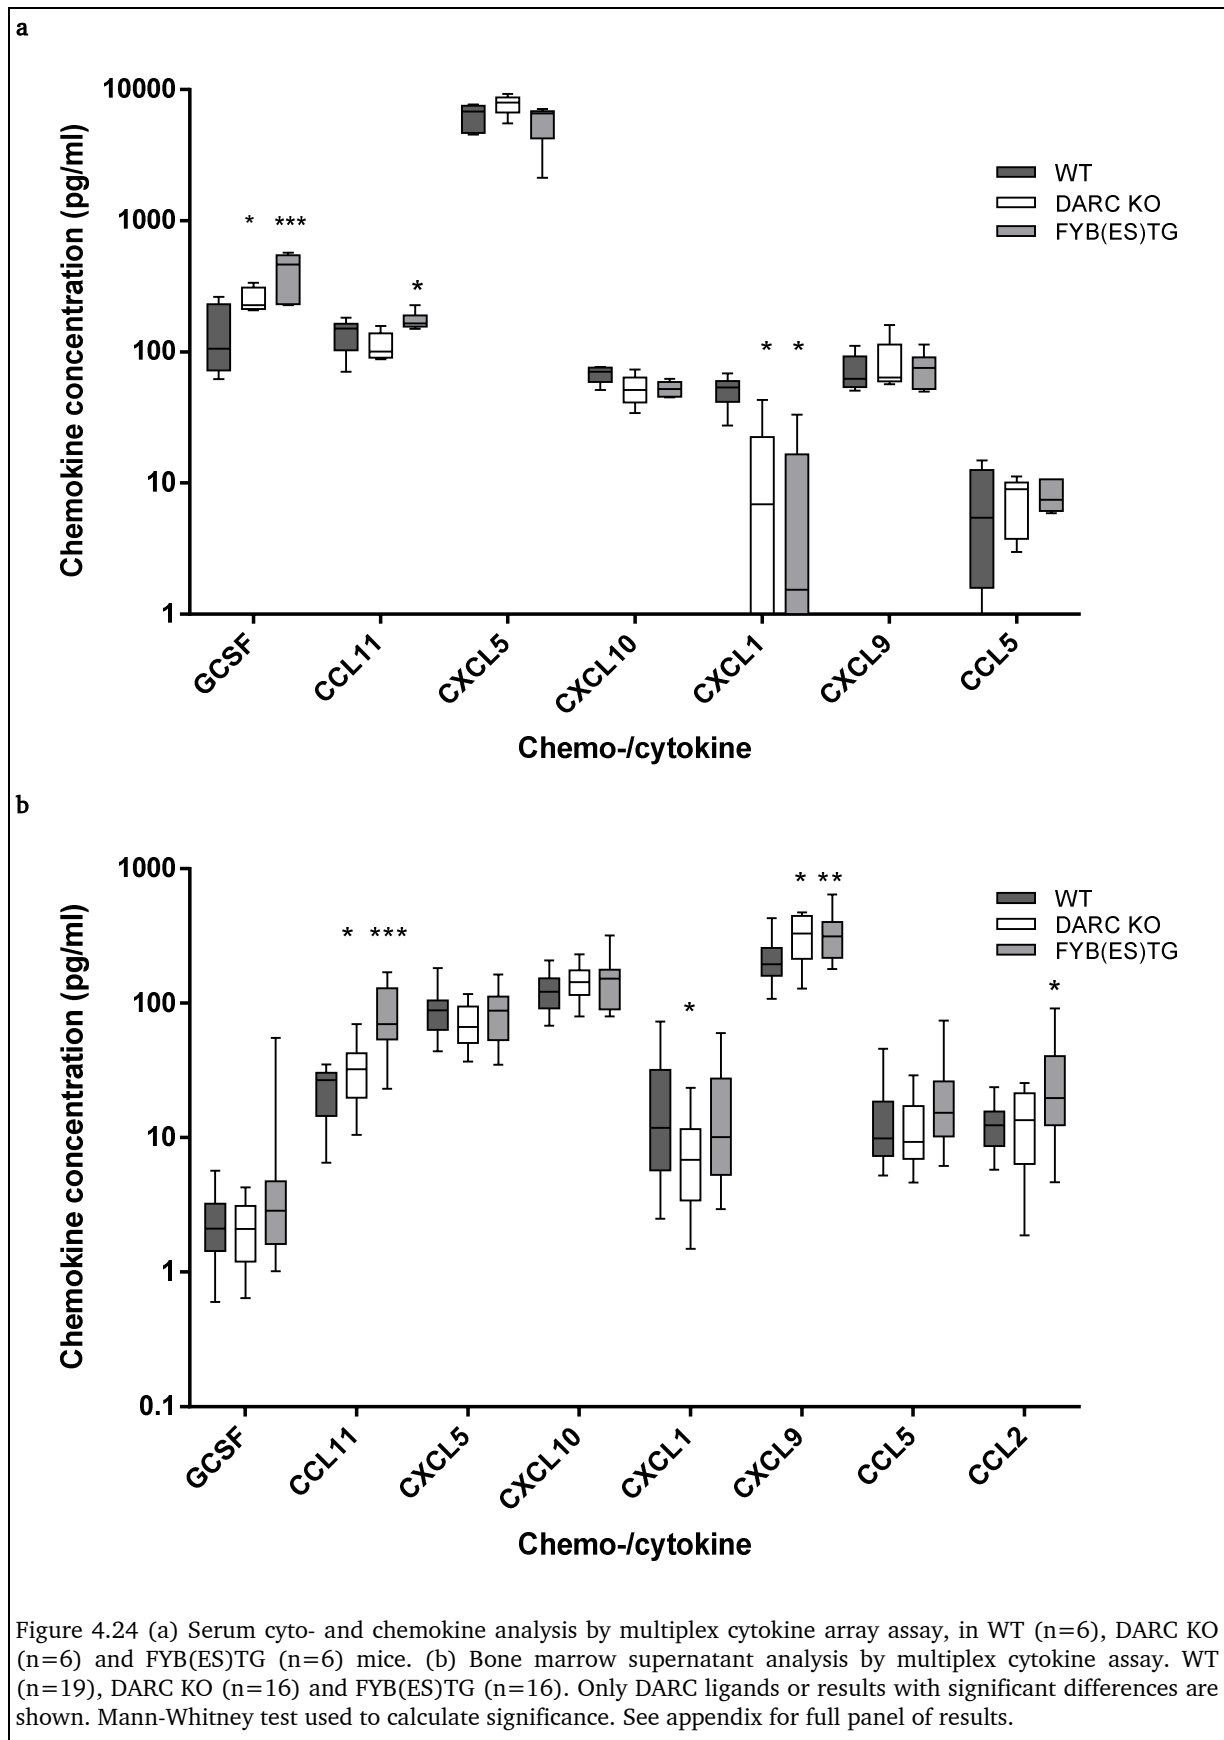 a
10000
1000
100
10
1
Chemokine concentration (pg/ml)
* ***
*
* *
WT
DARC KO
FYB(ES)TG
GCSF
CCL11
CXCL5
CXCL10
CXCL1
CXCL9
CCL5
Chemo-/cytokine
b
1000
100
10
1
0.1
Chemokine concentration (pg/ml)
* ***
*
* **
*
WT
DARC KO
FYB(ES)TG
GCSF
CCL11
CXCL5
CXCL10
CXCL1
CXCL9
CCL5
CCL2
Chemo-/cytokine
Figure 4.24 (a) Serum cyto- and chemokine analysis by multiplex cytokine array assay, in WT (n=6), DARC KO
(n=6) and FYB(ES)TG (n=6) mice. (b) Bone marrow supernatant analysis by multiplex cytokine assay. WT
(n=19), DARC KO (n=16) and FYB(ES)TG (n=16). Only DARC ligands or results with significant differences are
shown. Mann-Whitney test used to calculate significance. See appendix for full panel of results.